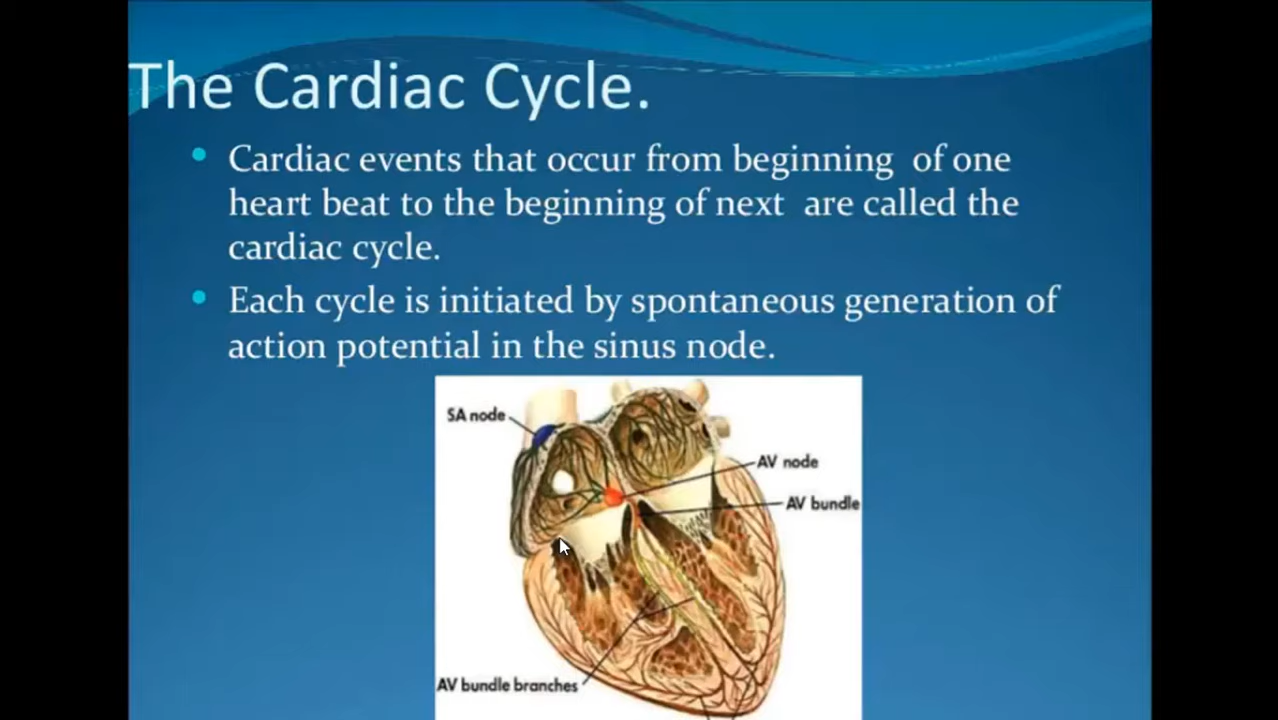 The Cardiac Cycle.
• Cardiac events that occur from beginning of one
heart beat to the beginning of next are called the
cardiac cycle.
• Each cycle is initiated by spontaneous generation of
action potential in the sinus node.
SA node
AV node
AV bundle
AV bundle branches